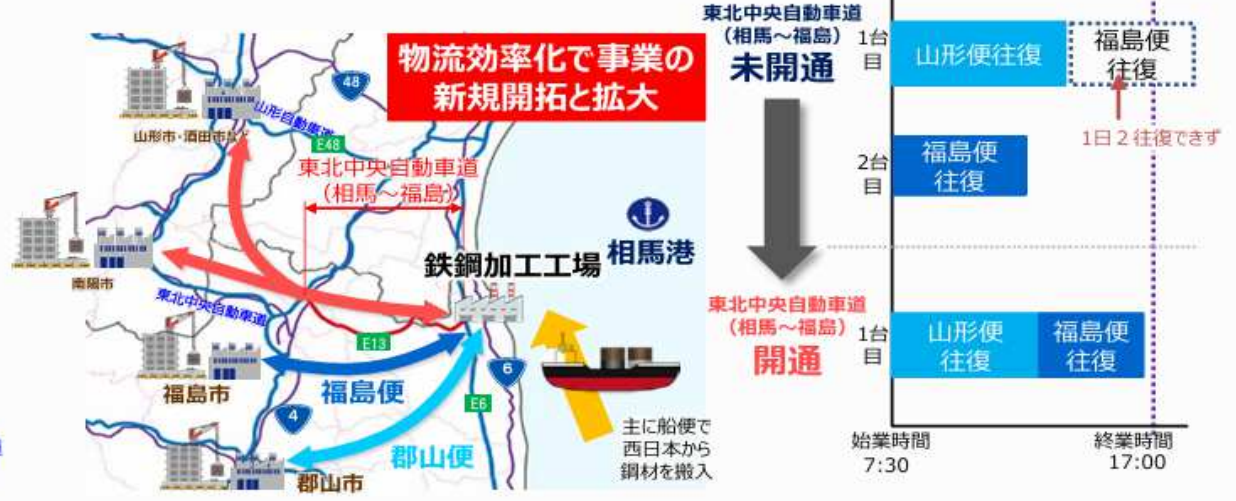 物流効率化で事業の
新規開拓と拡大
48
山形自動車道
山形市・酒田市など
E48
東北中央自動車道
（相馬～福島）
相馬港
鉄鋼加工工場
南陽市
東北中央自動車道
E13
福島市
福島便
6
E6
4
郡山便
郡山市
主に船便で
西日本から
鋼材を搬入
東北中央自動車道
（相馬～福島）
未開通
1台
目
山形便往復
福島便
往復
1日2往復できず
2台
目
福島便
往復
東北中央自動車道
（相馬～福島）
開通
1台
目
山形便
往復
福島便
往復
始業時間
7:30
終業時間
17:00